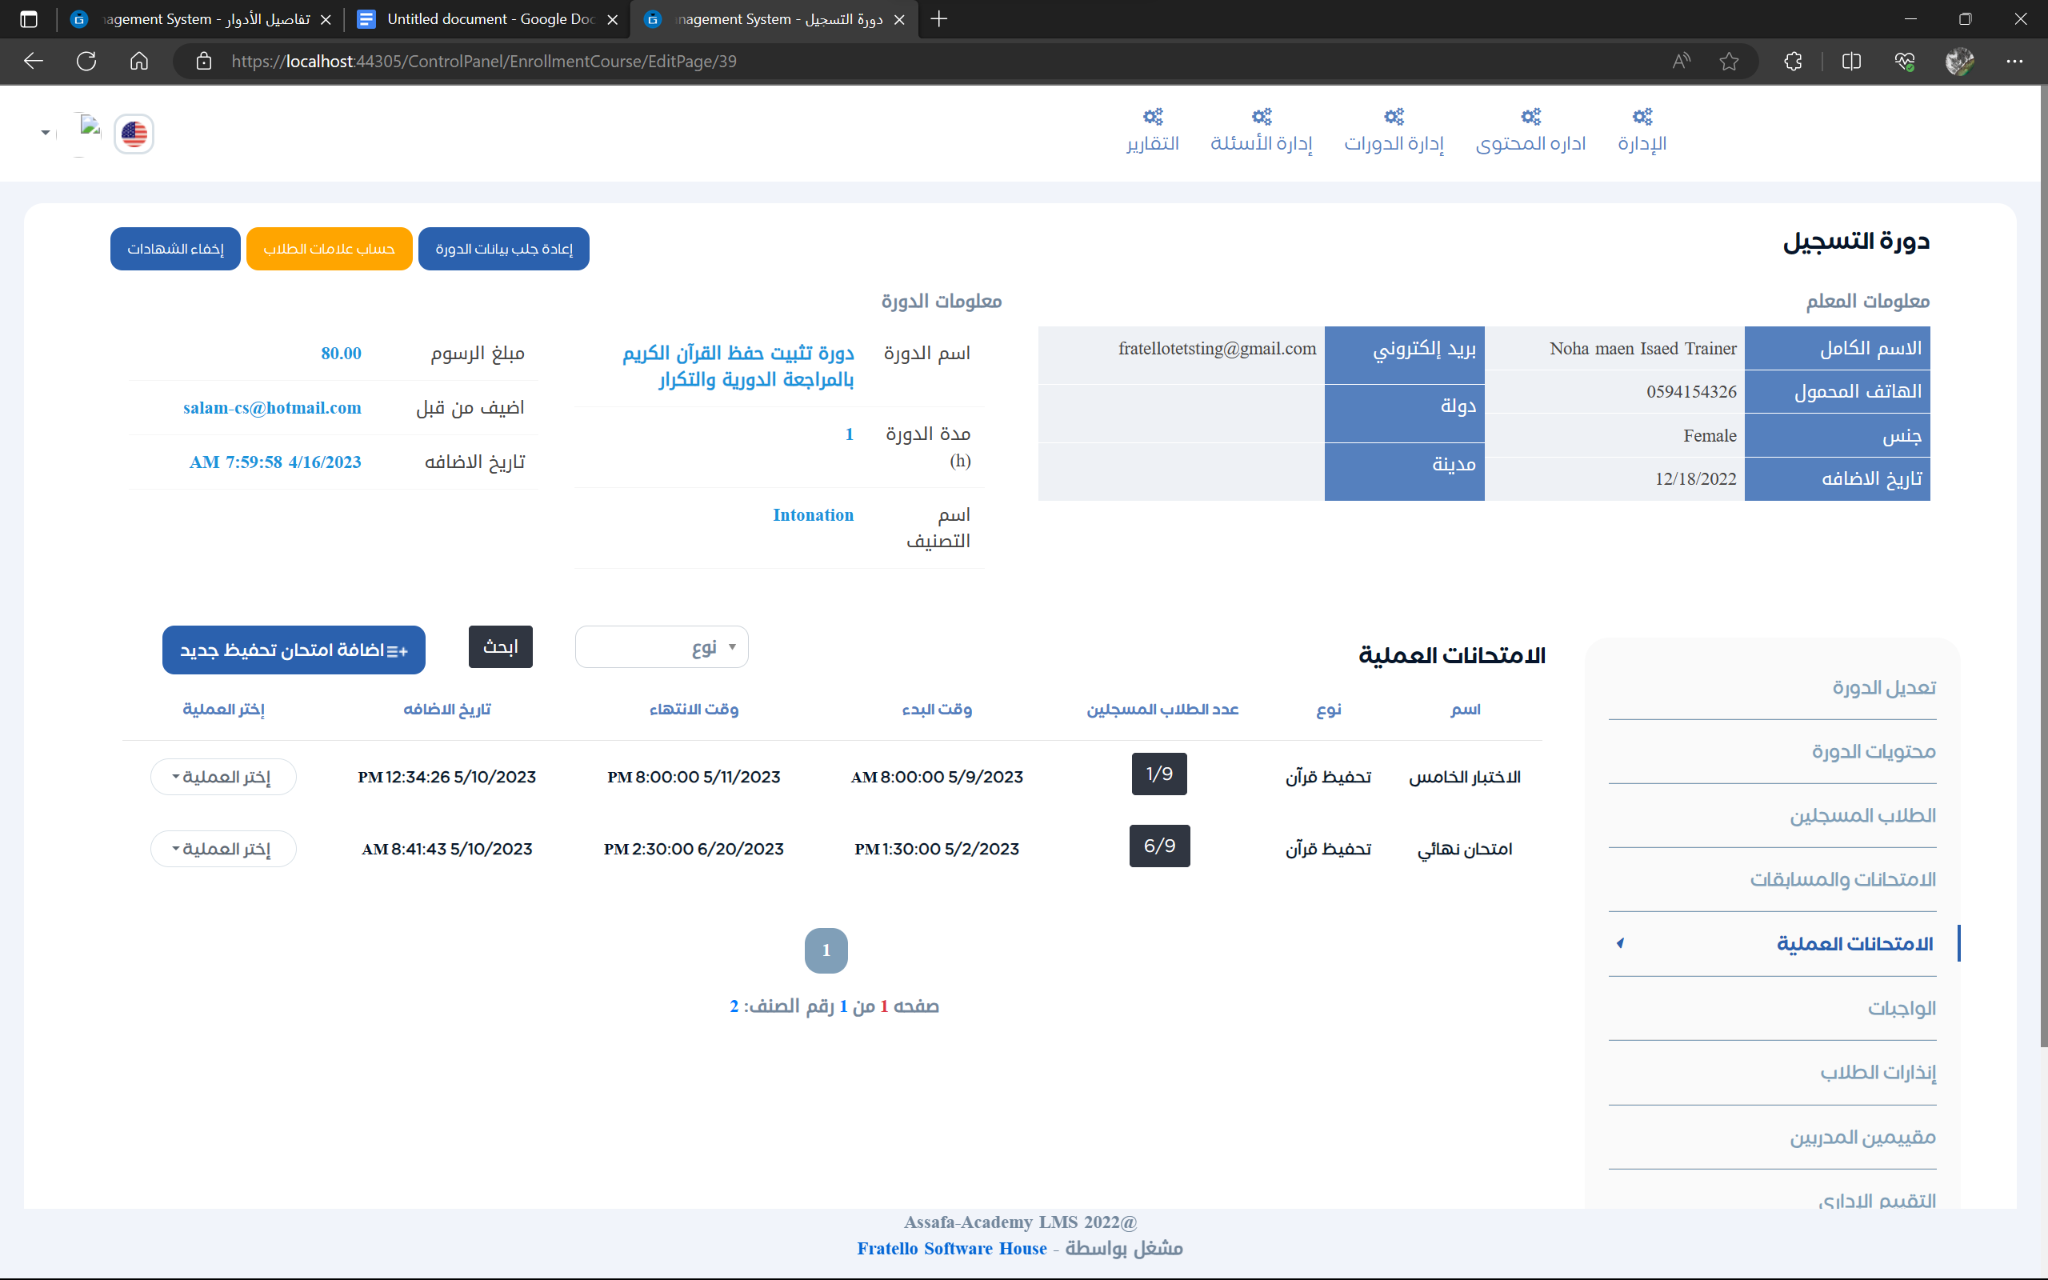 nagement System - تفاصيل الأدوار
Untitled document - Google Doc
nagement System - دورة التسجيل
https://localhost:44305/ControlPanel/EnrollmentCourse/EditPage/39
الإدارة
اداره المحتوى
إدارة الدورات
إدارة الأسئلة
التقارير
دورة التسجيل
إعادة جلب بيانات الدورة
حساب علامات الطلاب
إخفاء الشهادات
معلومات المعلم
الاسم الكامل Noha maen Isaed Trainer
الهاتف المحمول 0594154326
جنس Female
تاريخ الاضافه 12/18/2022
بريد إلكتروني fratellotetsting@gmail.com
دولة
مدينة
معلومات الدورة
اسم الدورة دورة تثبيت حفظ القرآن الكريم
بالمراجعة الدورية والتكرار
مدة الدورة 1
(h)
اسم Intonation
التصنيف
مبلغ الرسوم 80.00
اضيف من قبل salam-cs@hotmail.com
تاريخ الاضافه AM 7:59:58 4/16/2023
تعديل الدورة
محتويات الدورة
الطلاب المسجلين
الامتحانات والمسابقات
الامتحانات العملية
الواجبات
إنذارات الطلاب
مقييمين المدربين
التقييم الاداري
الامتحانات العملية
نوع
ابحث
اضافة امتحان تحفيظ جديد
اسم نوع عدد الطلاب المسجلين وقت البدء وقت الانتهاء تاريخ الاضافه إختر العملية
الاختبار الخامس تحفيظ قرآن 1/9 AM 8:00:00 5/9/2023 PM 8:00:00 5/11/2023 PM 12:34:26 5/10/2023 إختر العملية
امتحان نهائي تحفيظ قرآن 6/9 PM 1:30:00 5/2/2023 PM 2:30:00 6/20/2023 AM 8:41:43 5/10/2023 إختر العملية
1
صفحه 1 من 1 رقم الصنف: 2
Assafa-Academy LMS 2022@
مشغل بواسطة - Fratello Software House